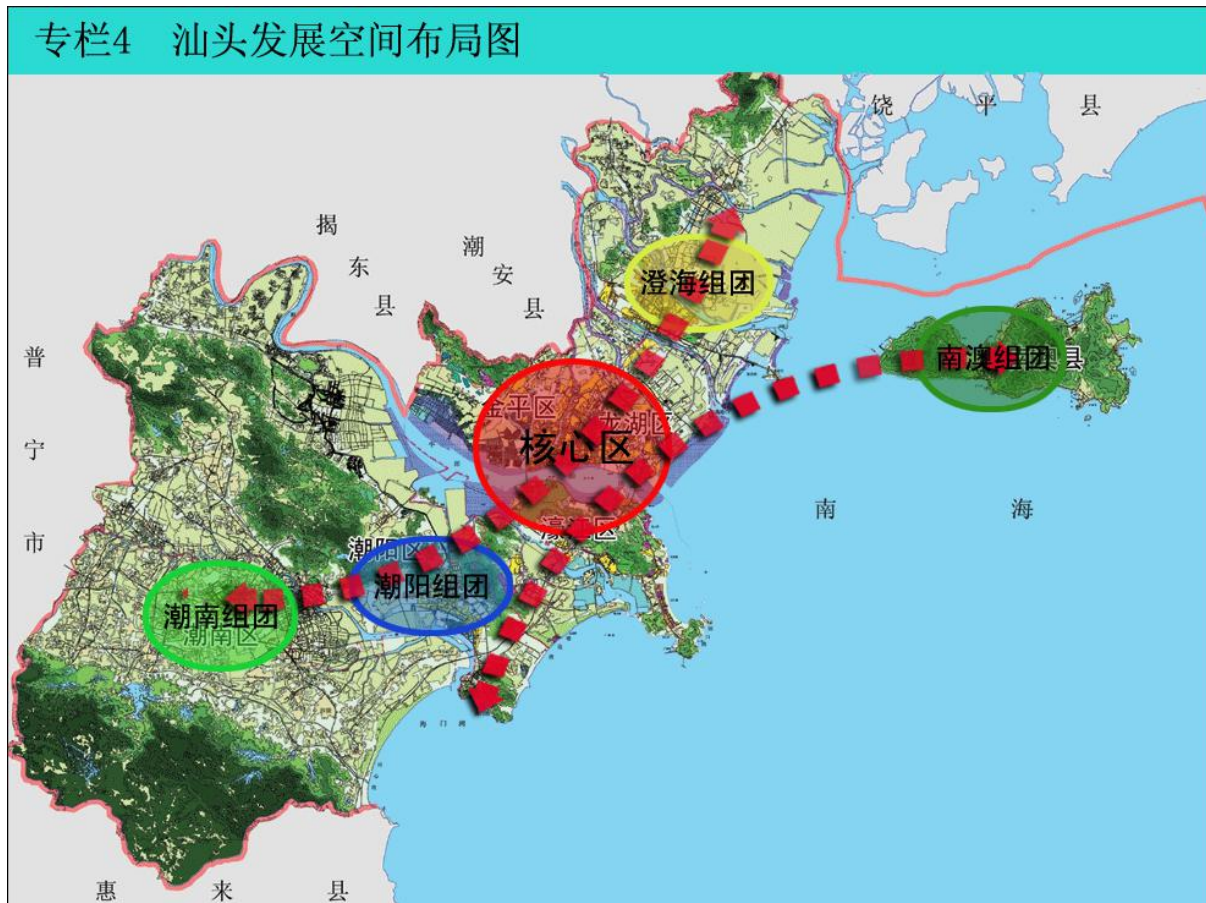 专栏4 汕头发展空间布局图
饶平县
揭东县
潮安县
澄海组团
普宁市
南澳组团
金平区
龙湖区
核心区
南海
濠江区
潮阳区
潮阳组团
潮南组团
潮南区
海门湾
惠来县